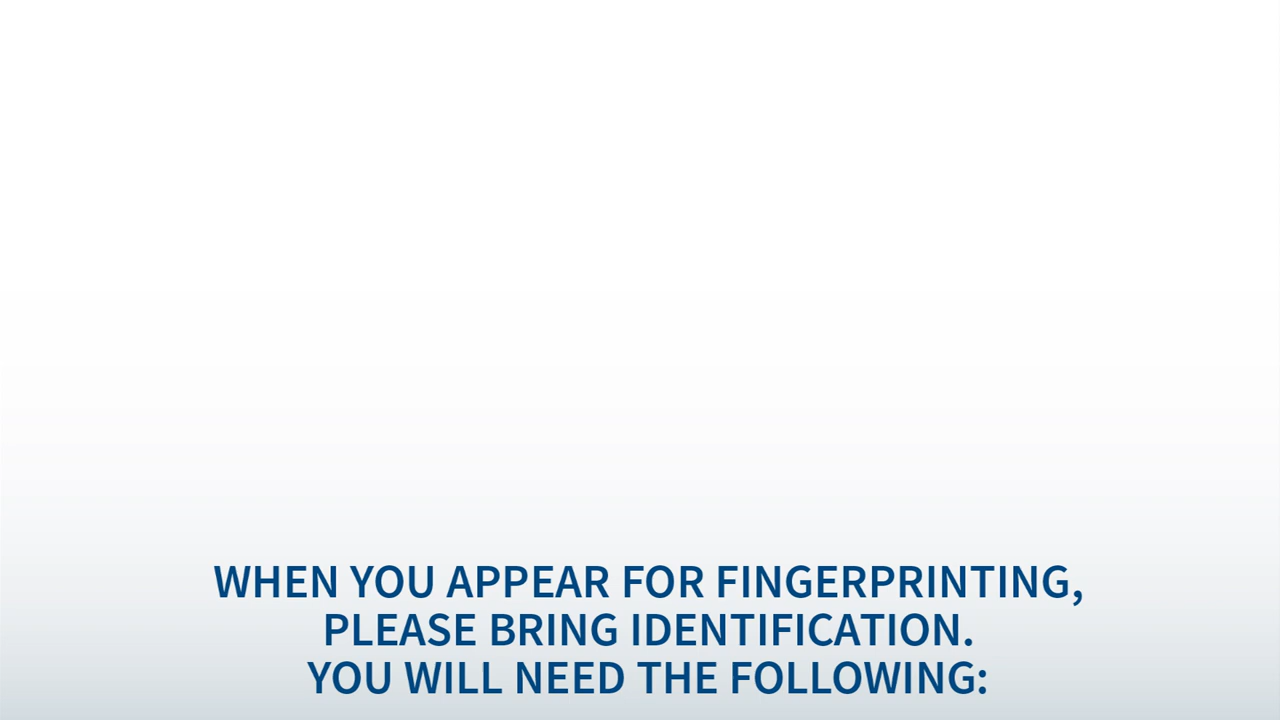 WHEN YOU APPEAR FOR FINGERPRINTING,
PLEASE BRING IDENTIFICATION.
YOU WILL NEED THE FOLLOWING: